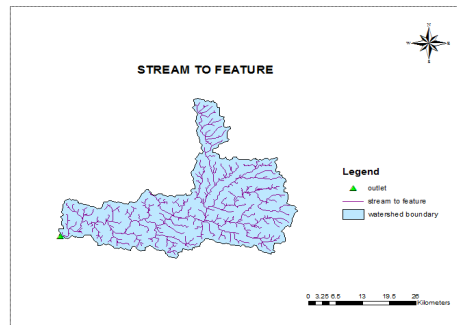 N
STREAM TO FEATURE
Legend
outlet
stream to feature
watershed boundary
0 3.25 6.5 13 19.5 26
Kilometers